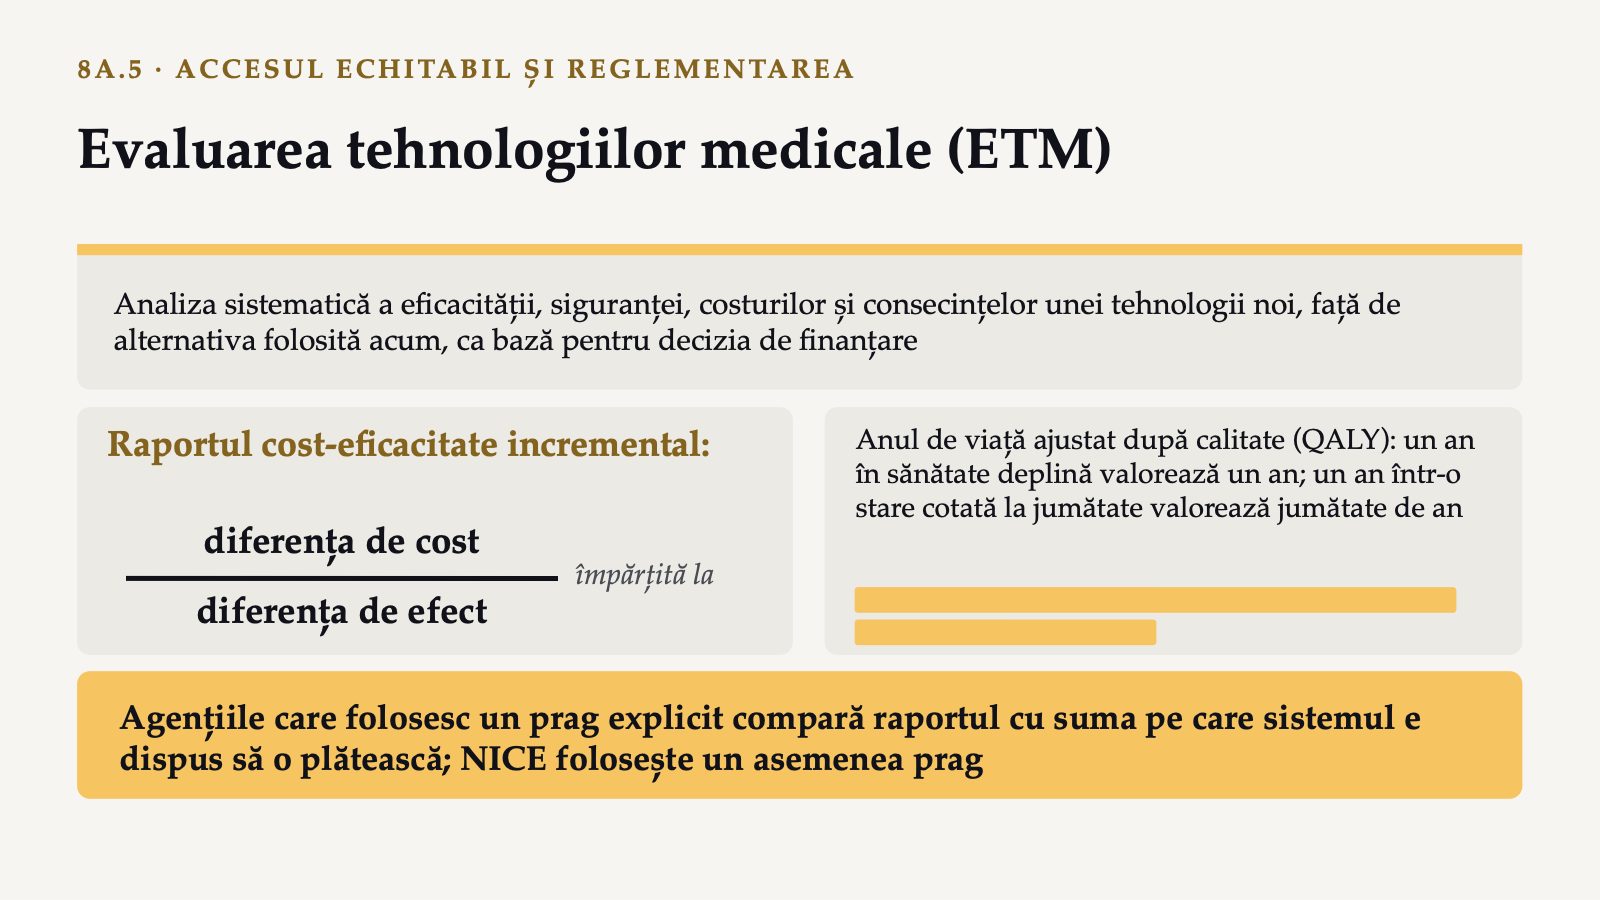 8A.5 · ACCESUL ECHITABIL ȘI REGLEMENTAREA
Evaluarea tehnologiilor medicale (ETM)
Analiza sistematică a eficacității, siguranței, costurilor și consecințelor unei tehnologii noi, față de
alternativa folosită acum, ca bază pentru decizia de finanțare
Raportul cost-eficacitate incremental:
diferența de cost
împărțită la
diferența de efect
Anul de viață ajustat după calitate (QALY): un an
în sănătate deplină valorează un an; un an într-o
stare cotată la jumătate valorează jumătate de an
Agențiile care folosesc un prag explicit compară raportul cu suma pe care sistemul e
dispus să o plătească; NICE folosește un asemenea prag